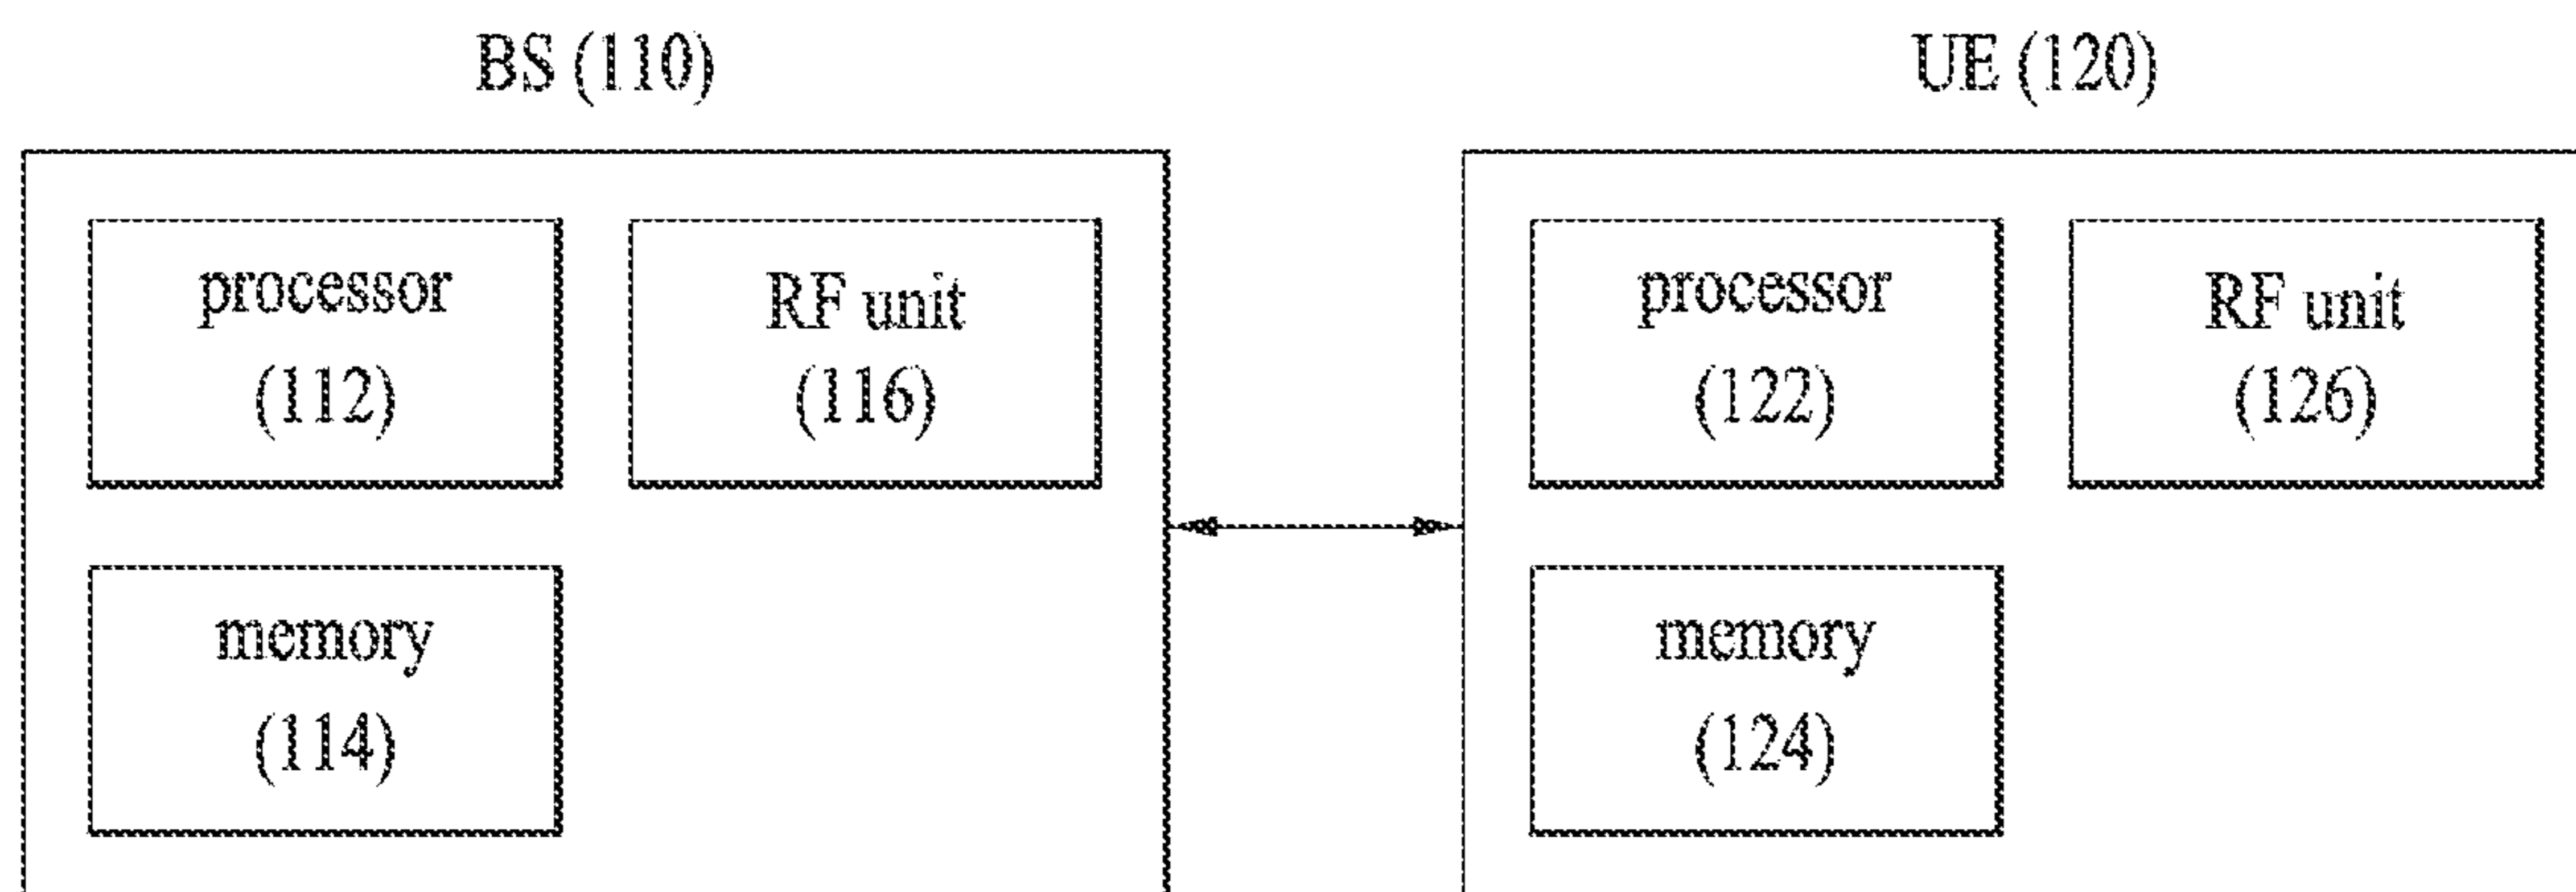 BS (110)
processor
(112)
RF unit
(116)
memory
(114)
UE (120)
processor
(122)
RF unit
(126)
memory
(124)